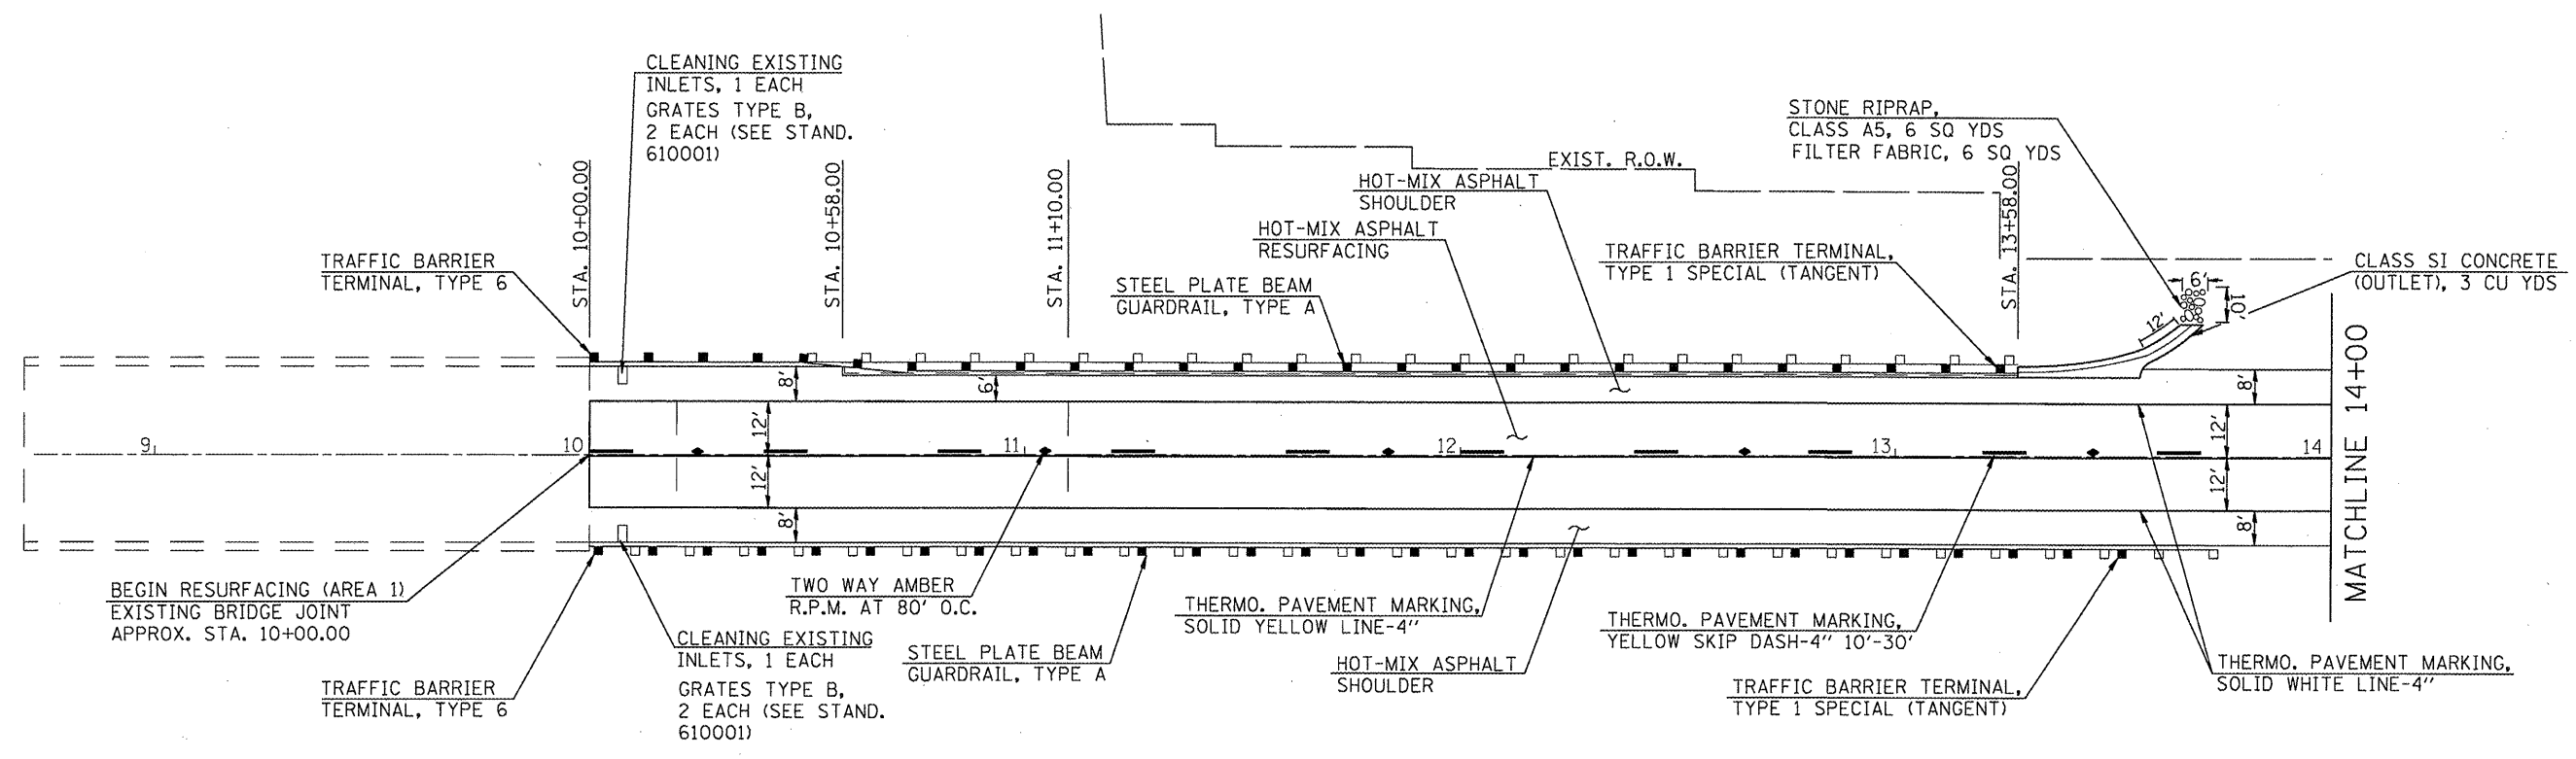 CLEANING EXISTING
INLETS, 1 EACH
GRATES TYPE B,
2 EACH (SEE STAND.
610001)
STONE RIPRAP,
CLASS A5, 6 SQ YDS
FILTER FABRIC, 6 SQ YDS
EXIST. R.O.W.
HOT-MIX ASPHALT
SHOULDER
HOT-MIX ASPHALT
RESURFACING
STA. 10+00.00
STA. 10+58.00
STA. 11+10.00
STA. 13+58.00
TRAFFIC BARRIER
TERMINAL, TYPE 6
STEEL PLATE BEAM
GUARDRAIL, TYPE A
TRAFFIC BARRIER TERMINAL,
TYPE 1 SPECIAL (TANGENT)
CLASS SI CONCRETE
(OUTLET), 3 CU YDS
6'
10'
12'
8'
6'
8'
12'
12'
9
10
11
12
13
14
12'
12'
8'
8'
MATCHLINE 14+00
BEGIN RESURFACING (AREA 1)
EXISTING BRIDGE JOINT
APPROX. STA. 10+00.00
TWO WAY AMBER
R.P.M. AT 80' O.C.
THERMO. PAVEMENT MARKING,
SOLID YELLOW LINE-4"
THERMO. PAVEMENT MARKING,
YELLOW SKIP DASH-4" 10'-30'
CLEANING EXISTING
INLETS, 1 EACH
GRATES TYPE B,
2 EACH (SEE STAND.
610001)
STEEL PLATE BEAM
GUARDRAIL, TYPE A
HOT-MIX ASPHALT
SHOULDER
THERMO. PAVEMENT MARKING,
SOLID WHITE LINE-4"
TRAFFIC BARRIER
TERMINAL, TYPE 6
TRAFFIC BARRIER TERMINAL,
TYPE 1 SPECIAL (TANGENT)